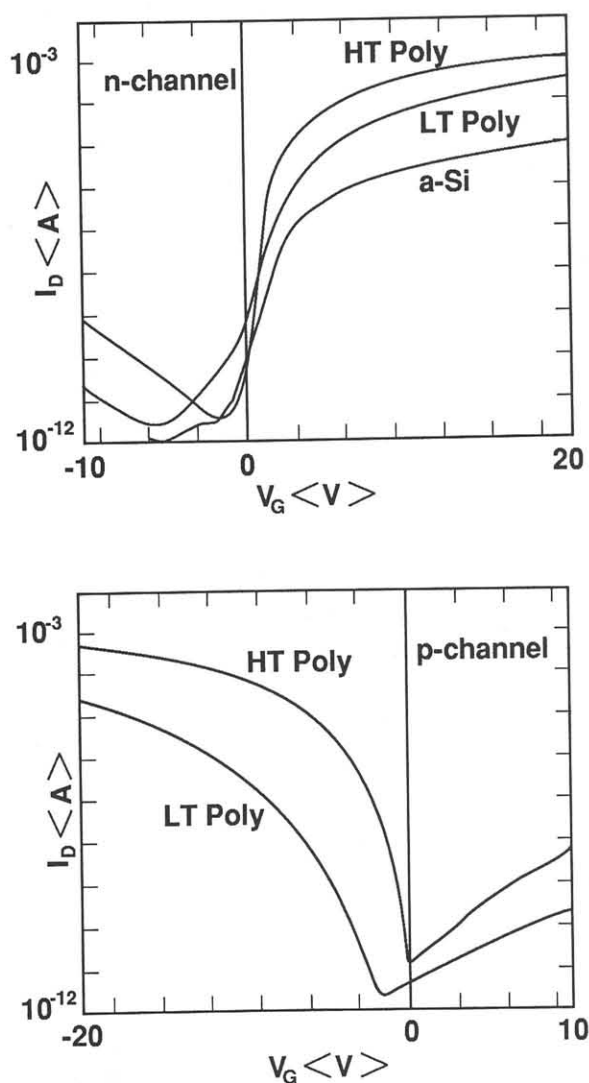 10⁻³
n-channel
HT Poly
LT Poly
a-Si
I_D <A>
10⁻¹²
-10
0
20
V_G <V>
10⁻³
HT Poly
p-channel
LT Poly
I_D <A>
10⁻¹²
-20
0
10
V_G <V>